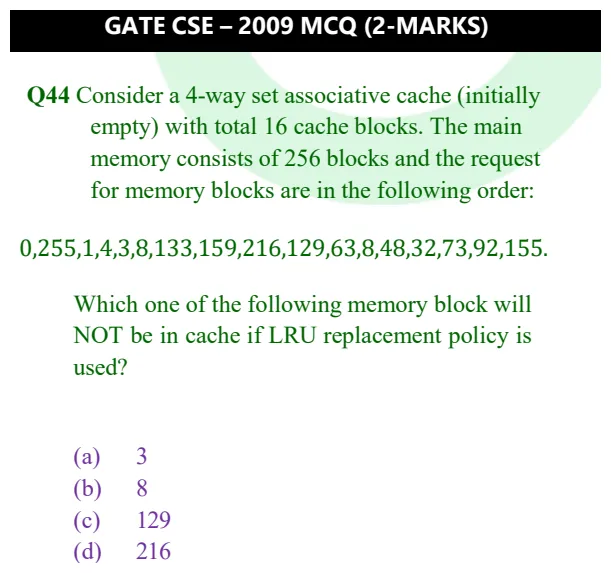 GATE CSE – 2009 MCQ (2-MARKS)
Q44 Consider a 4-way set associative cache (initially
empty) with total 16 cache blocks. The main
memory consists of 256 blocks and the request
for memory blocks are in the following order:
0,255,1,4,3,8,133,159,216,129,63,8,48,32,73,92,155.
Which one of the following memory block will
NOT be in cache if LRU replacement policy is
used?
(a) 3
(b) 8
(c) 129
(d) 216